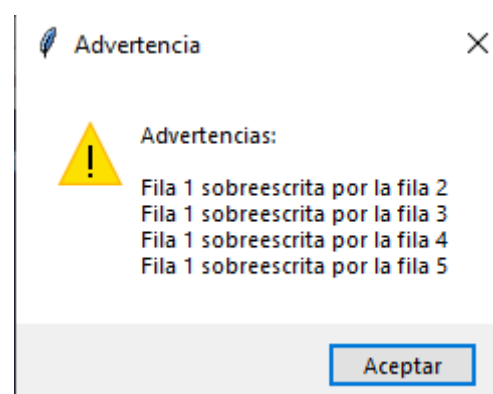 Advertencia
Advertencias:
Fila 1 sobreescrita por la fila 2
Fila 1 sobreescrita por la fila 3
Fila 1 sobreescrita por la fila 4
Fila 1 sobreescrita por la fila 5
Aceptar